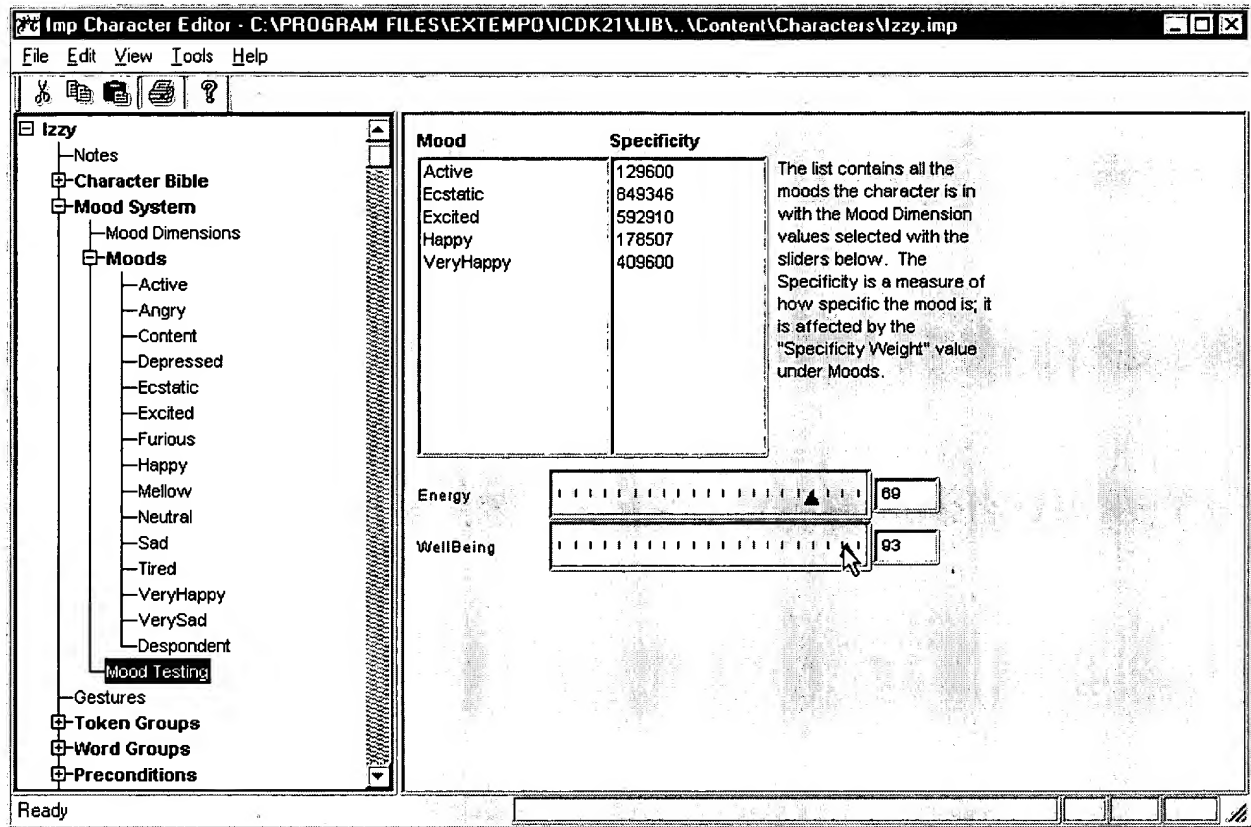 Imp Character Editor - C:\PROGRAM FILES\EXTEMPO\ICDK21\LIB\..\Content\Characters\Izzy.imp
File Edit View Tools Help
Izzy
Notes
Character Bible
Mood System
Mood Dimensions
Moods
Active
Angry
Content
Depressed
Ecstatic
Excited
Furious
Happy
Mellow
Neutral
Sad
Tired
VeryHappy
VerySad
Despondent
Mood Testing
Gestures
Token Groups
Word Groups
Preconditions
Mood Specificity
Active 129600
Ecstatic 849346
Excited 592910
Happy 178507
VeryHappy 409600
The list contains all the
moods the character is in
with the Mood Dimension
values selected with the
sliders below. The
Specificity is a measure of
how specific the mood is; it
is affected by the
"Specificity Weight" value
under Moods.
Energy 69
WellBeing 93
Ready